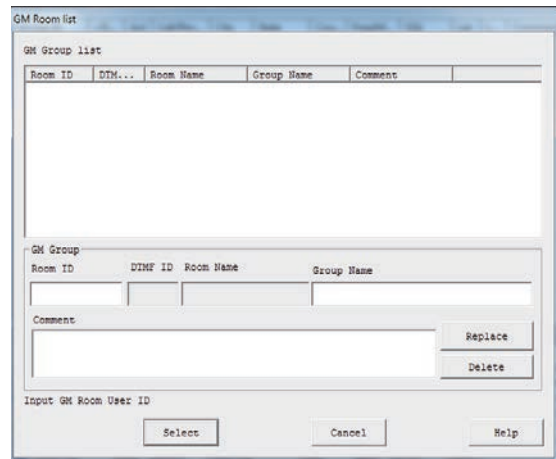 GM Room list
GM Group list
Room ID DTM... Room Name Group Name Comment
GM Group
Room ID DTMF ID Room Name Group Name
Comment
Replace
Delete
Input GM Room User ID
Select Cancel Help